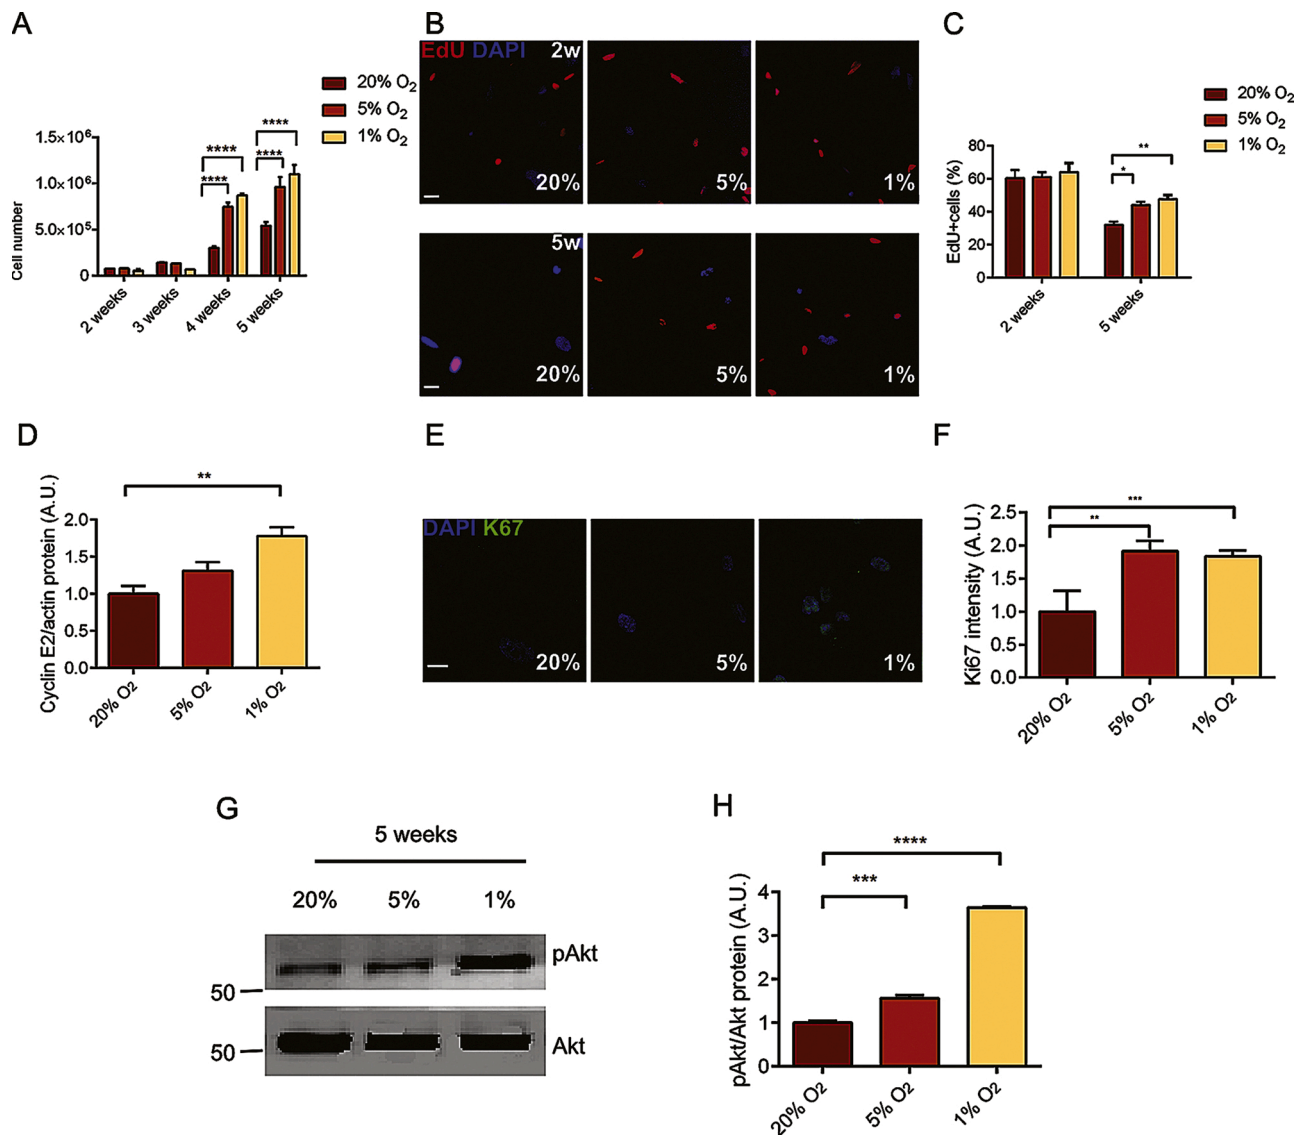 A
20% O2
5% O2
1% O2
1.5×10⁶
1.0×10⁶
5.0×10⁵
0
Cell number
****
****
****
****
2 weeks
3 weeks
4 weeks
5 weeks
B
EdU DAPI 2w
20%
5%
1%
5w
20%
5%
1%
C
20% O2
5% O2
1% O2
80
60
40
20
0
EdU+cells (%)
*
**
2 weeks
5 weeks
D
Cyclin E2/actin protein (A.U.)
2.0
1.5
1.0
0.5
0.0
**
20% O2
5% O2
1% O2
E
DAPI K67
20%
5%
1%
F
Ki67 intensity (A.U.)
2.5
2.0
1.5
1.0
0.5
0.0
***
**
20% O2
5% O2
1% O2
G
5 weeks
20% 5% 1%
pAkt
50
Akt
50
H
pAkt/Akt protein (A.U.)
4
3
2
1
0
****
***
20% O2
5% O2
1% O2